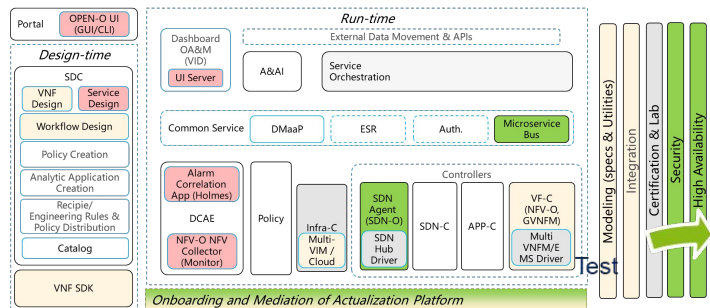 Portal
OPEN-O UI
(GUI/CLI)
Design-time
SDC
VNF
Design
Service
Design
Workflow Design
Policy Creation
Analytic Application
Creation
Recipie/
Engineering Rules &
Policy Distribution
Catalog
VNF SDK
Run-time
Dashboard
OA&M
(VID)
UI Server
External Data Movement & APIs
A&AI
Service
Orchestration
Common Service
DMaaP
ESR
Auth.
Microservice
Bus
Alarm
Correlation
App (Holmes)
DCAE
NFV-O NFV
Collector
(Monitor)
Policy
Infra-C
Multi-
VIM /
Cloud
Controllers
SDN
Agent
(SDN-O)
SDN
Hub
Driver
SDN-C
APP-C
VF-C
(NFV-O,
GVNFM)
Multi
VNFM/E
MS Driver
Test
Onboarding and Mediation of Actualization Platform
Modeling (specs & Utilities)
Integration
Certification & Lab
Security
High Availability